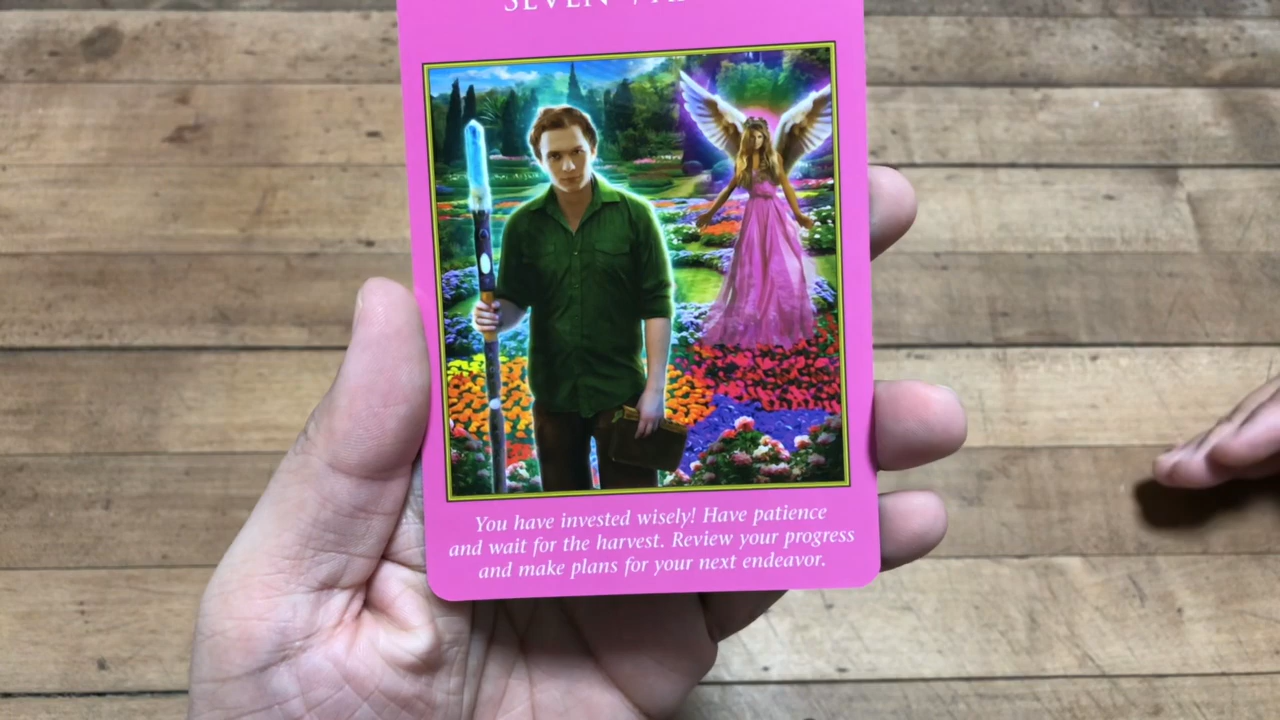 SEVEN
You have invested wisely! Have patience
and wait for the harvest. Review your progress
and make plans for your next endeavor.